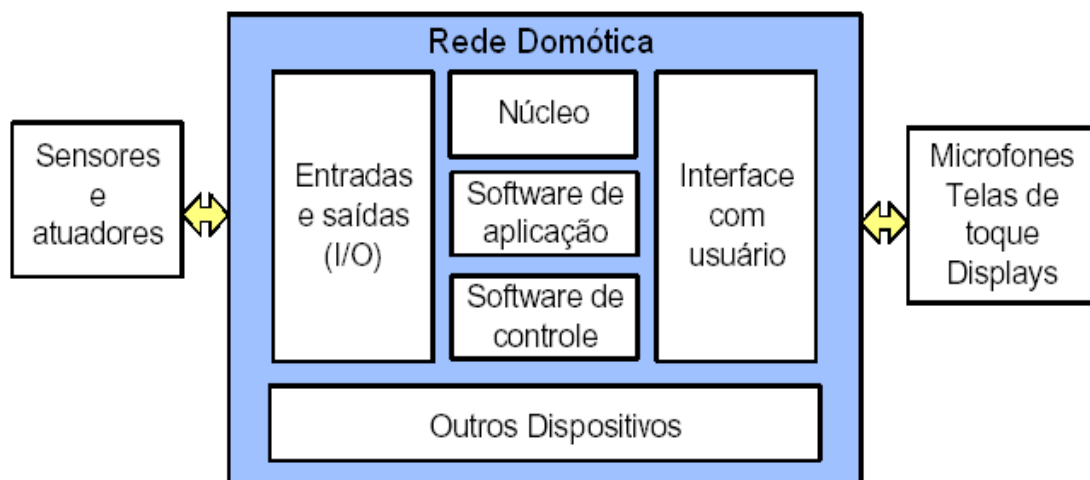 Rede Domótica
Sensores
e
atuadores
Entradas
e saídas
(I/O)
Núcleo
Software de
aplicação
Software de
controle
Interface
com
usuário
Microfones
Telas de
toque
Displays
Outros Dispositivos